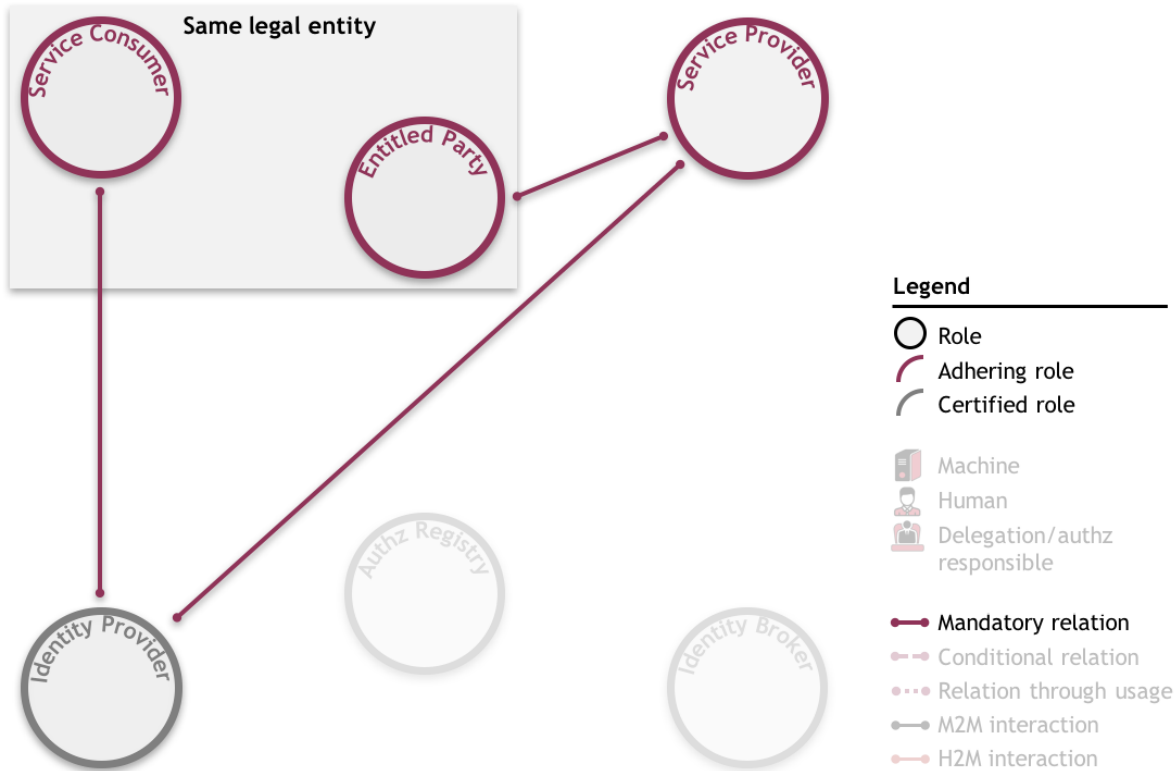 Same legal entity
Service Consumer
Service Provider
Entitled Party
Legend
Role
Adhering role
Certified role
Machine
Human
Delegation/authz
responsible
Authz Registry
Identity Provider
Identity Broker
Mandatory relation
Conditional relation
Relation through usage
M2M interaction
H2M interaction